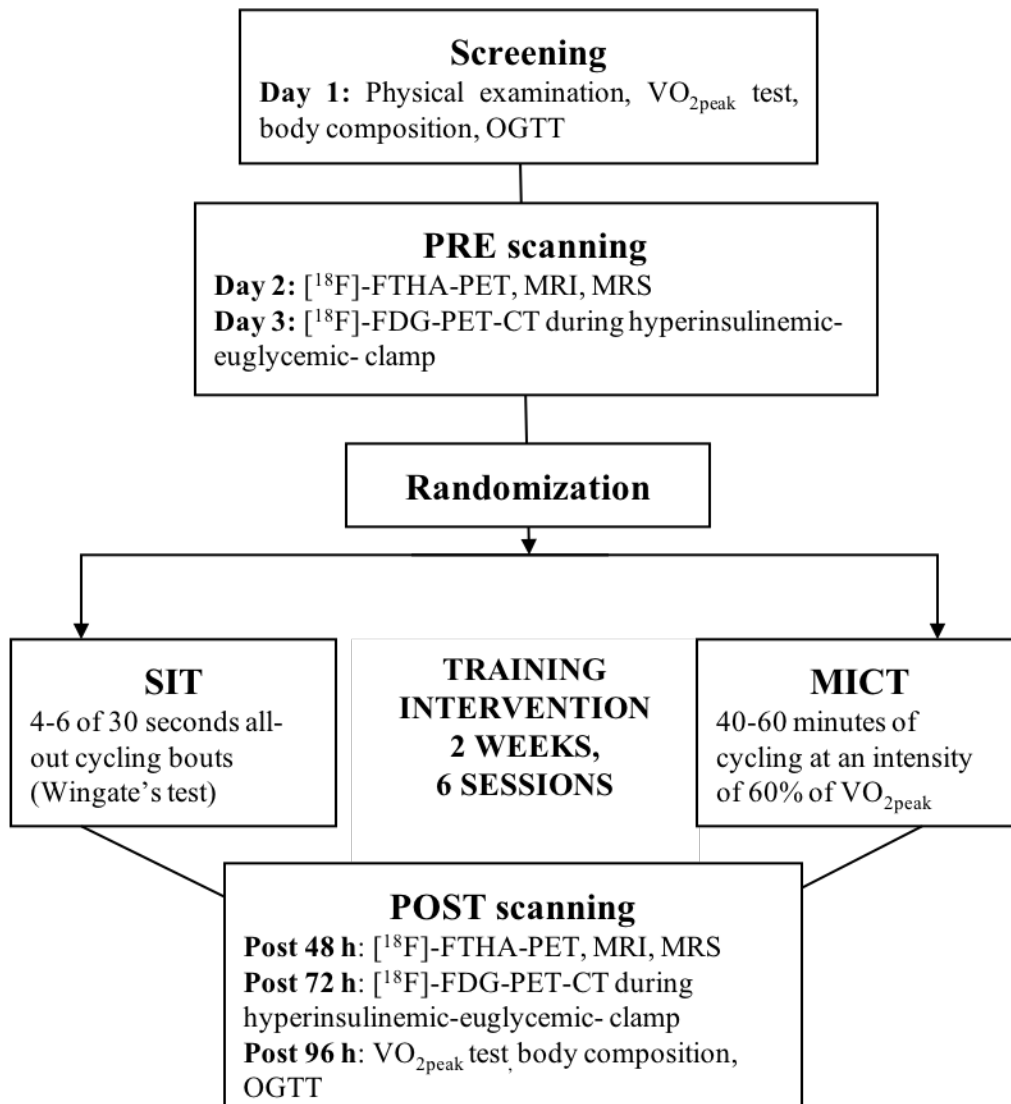 Screening
Day 1: Physical examination, VO2peak test,
body composition, OGTT
PRE scanning
Day 2: [18F]-FTHA-PET, MRI, MRS
Day 3: [18F]-FDG-PET-CT during hyperinsulinemic-
euglycemic- clamp
Randomization
SIT
4-6 of 30 seconds all-
out cycling bouts
(Wingate’s test)
TRAINING
INTERVENTION
2 WEEKS,
6 SESSIONS
MICT
40-60 minutes of
cycling at an intensity
of 60% of VO2peak
POST scanning
Post 48 h: [18F]-FTHA-PET, MRI, MRS
Post 72 h: [18F]-FDG-PET-CT during
hyperinsulinemic-euglycemic- clamp
Post 96 h: VO2peak test, body composition,
OGTT